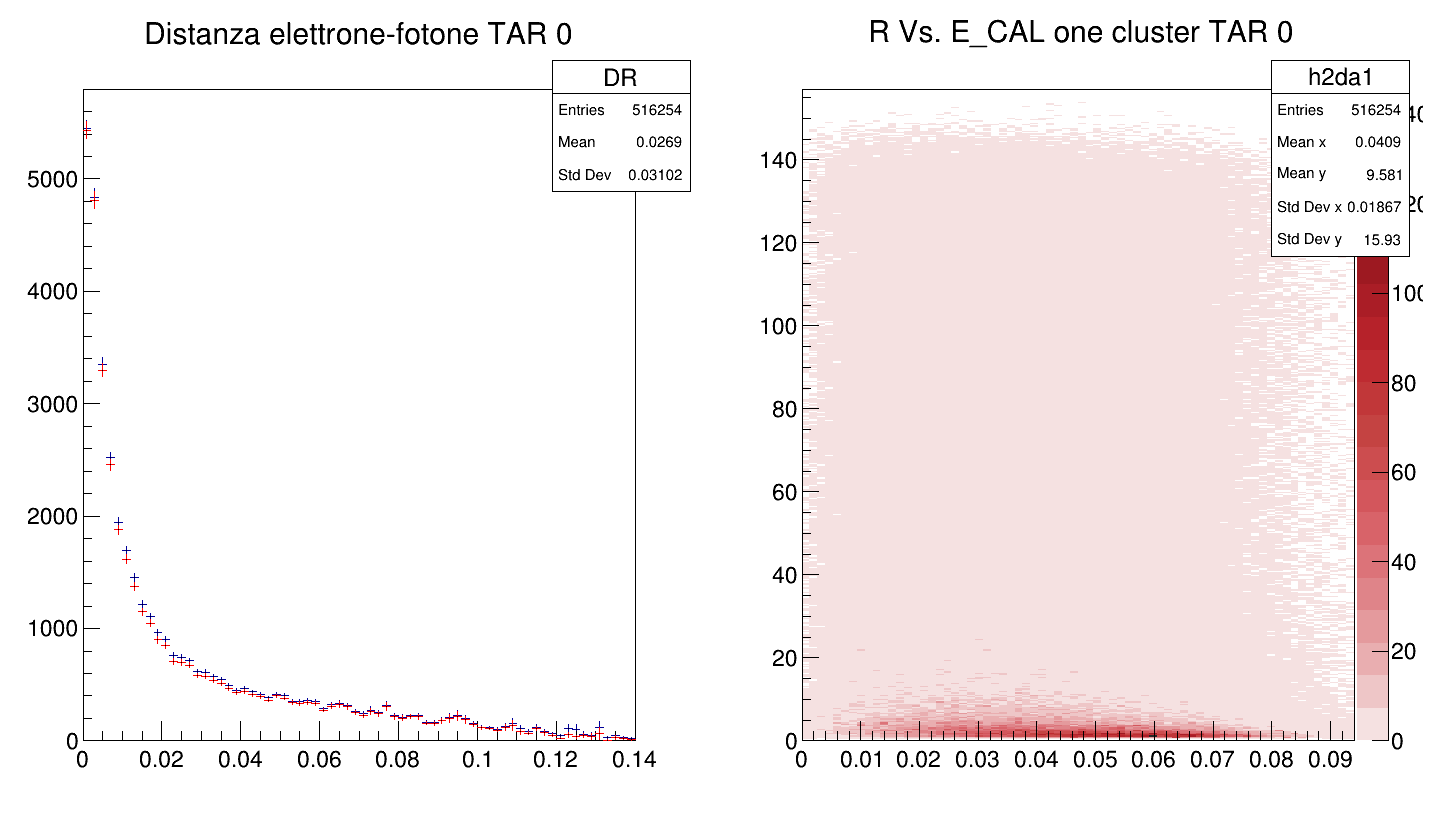 Distanza elettrone-fotone TAR 0
DR
Entries 516254
Mean 0.0269
Std Dev 0.03102
5000
4000
3000
2000
1000
0
0 0.02 0.04 0.06 0.08 0.1 0.12 0.14
R Vs. E_CAL one cluster TAR 0
h2da1
Entries 516254
Mean x 0.0409
Mean y 9.581
Std Dev x 0.01867
Std Dev y 15.93
140
120
100
80
60
40
20
0
0 0.01 0.02 0.03 0.04 0.05 0.06 0.07 0.08 0.09
100
80
60
40
20
0